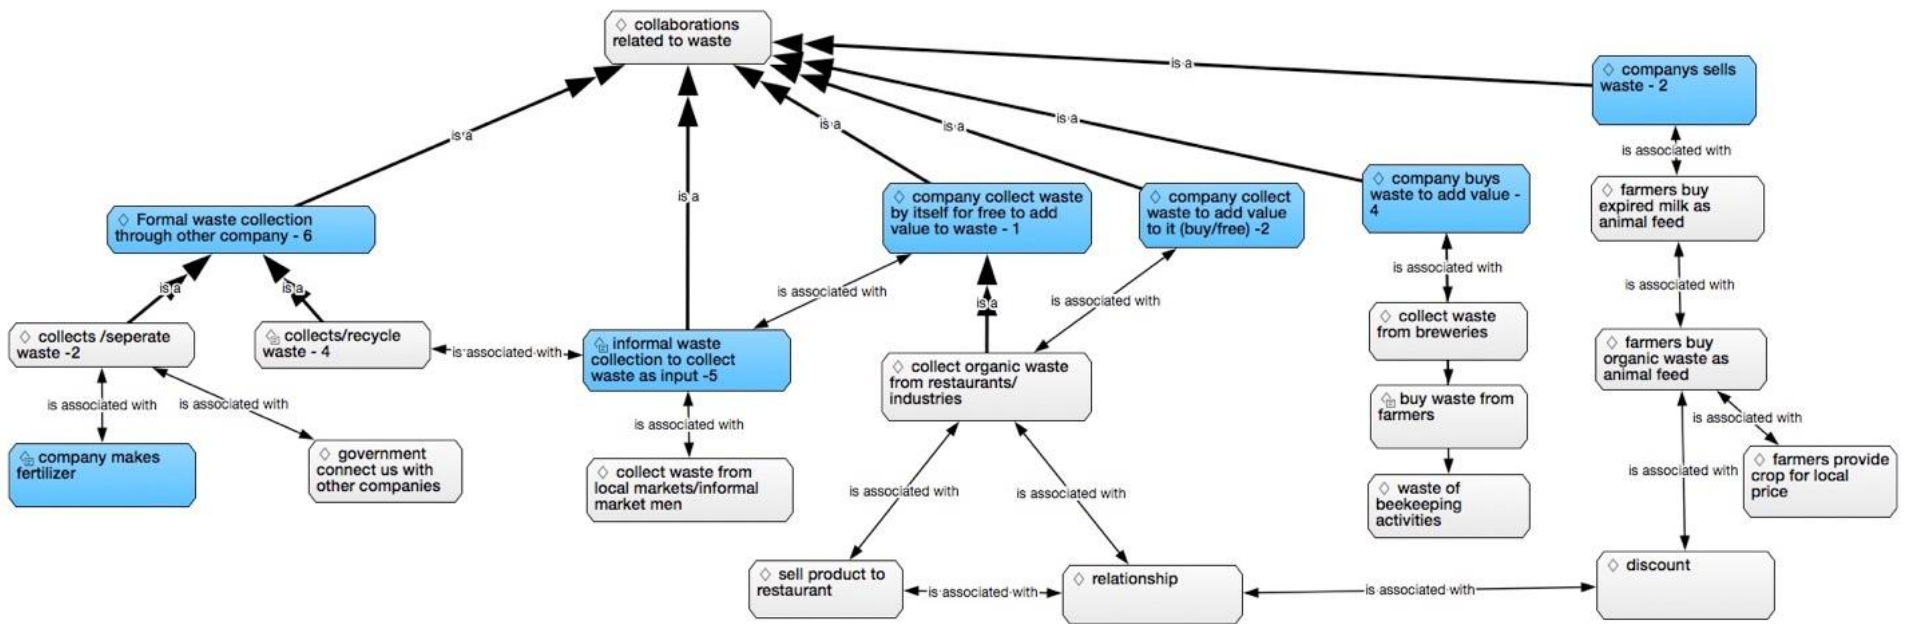 collaborations
related to waste
is a
companys sells
waste - 2
is a
is a
is a
is a
is a
is associated with
company buys
waste to add value -
4
farmers buy
expired milk as
animal feed
company collect waste
by itself for free to add
value to waste - 1
company collect
waste to add value
to it (buy/free) -2
Formal waste collection
through other company - 6
is associated with
is associated with
is a
is a
is associated with
is a
is associated with
collect waste
from breweries
collects /seperate
waste -2
collects/recycle
waste - 4
is associated with
informal waste
collection to collect
waste as input -5
farmers buy
organic waste as
animal feed
collect organic waste
from restaurants/
industries
buy waste from
farmers
is associated with
is associated with
is associated with
is associated with
company makes
fertilizer
government
connect us with
other companies
collect waste from
local markets/informal
market men
is associated with
farmers provide
crop for local
price
is associated with
is associated with
waste of
beekeeping
activities
sell product to
restaurant
is associated with
relationship
is associated with
discount